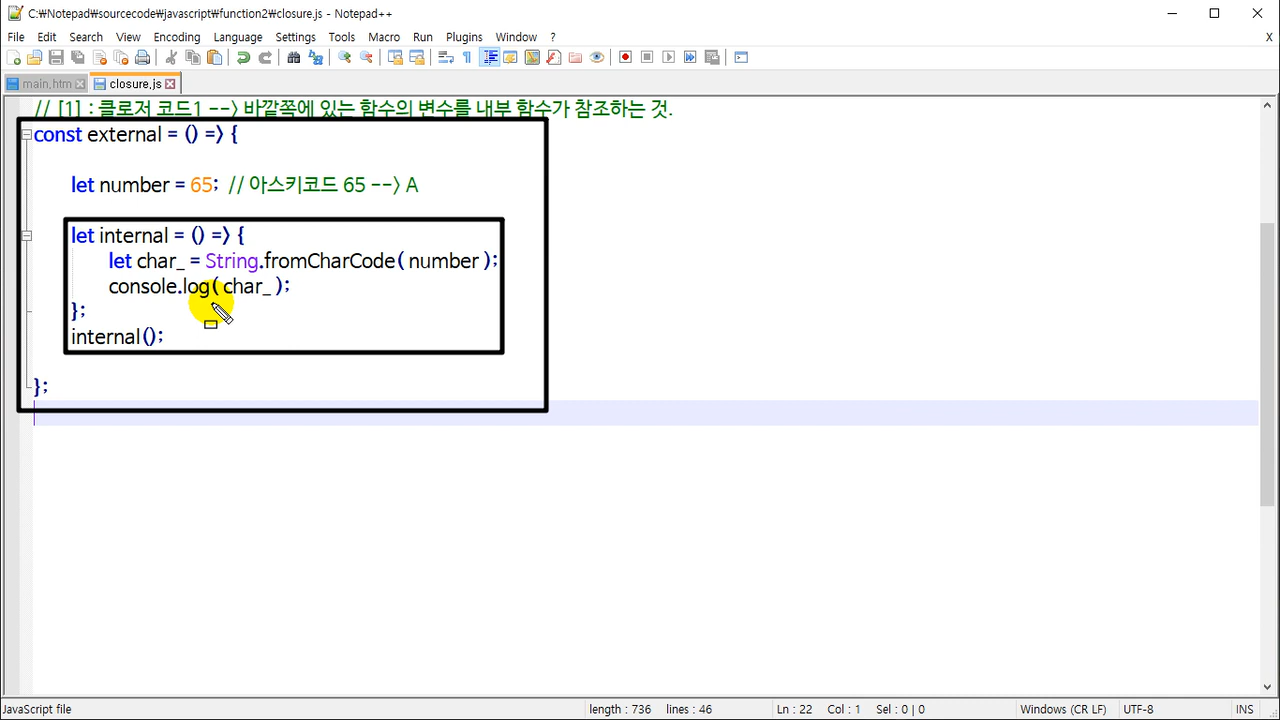 C:₩Notepad₩sourcecode₩javascript₩function2₩closure.js - Notepad++
File Edit Search View Encoding Language Settings Tools Macro Run Plugins Window ? X
main.htm closure.js
// [1] : 클로저 코드1 --> 바깥쪽에 있는 함수의 변수를 내부 함수가 참조하는 것.
const external = () => {
let number = 65; // 아스키코드 65 --> A
let internal = () => {
let char_ = String.fromCharCode( number );
console.log( char_ );
};
internal();
};
JavaScript file length : 736 lines : 46 Ln : 22 Col : 1 Sel : 0 | 0 Windows (CR LF) UTF-8 INS